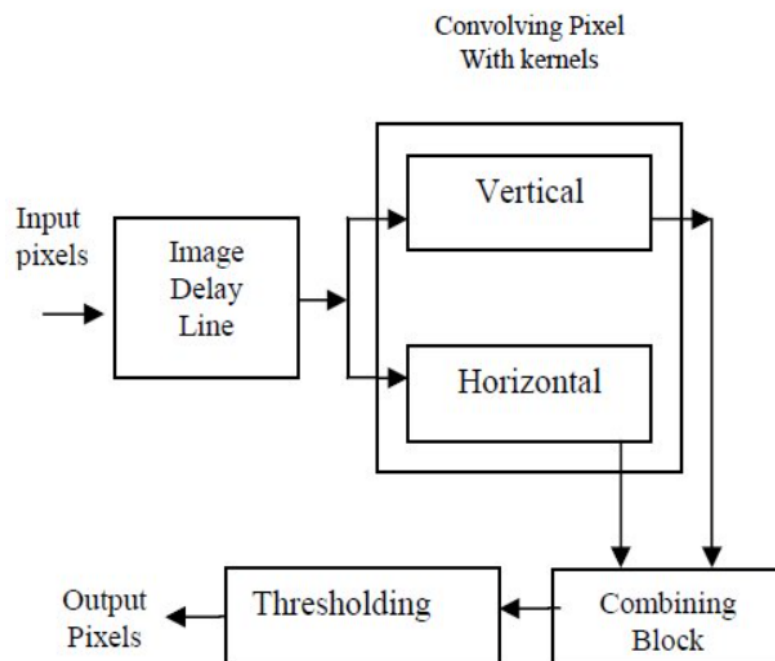 Convolving Pixel
With kernels
Vertical
Input
pixels
Image
Delay
Line
Horizontal
Output
Pixels
Thresholding
Combining
Block